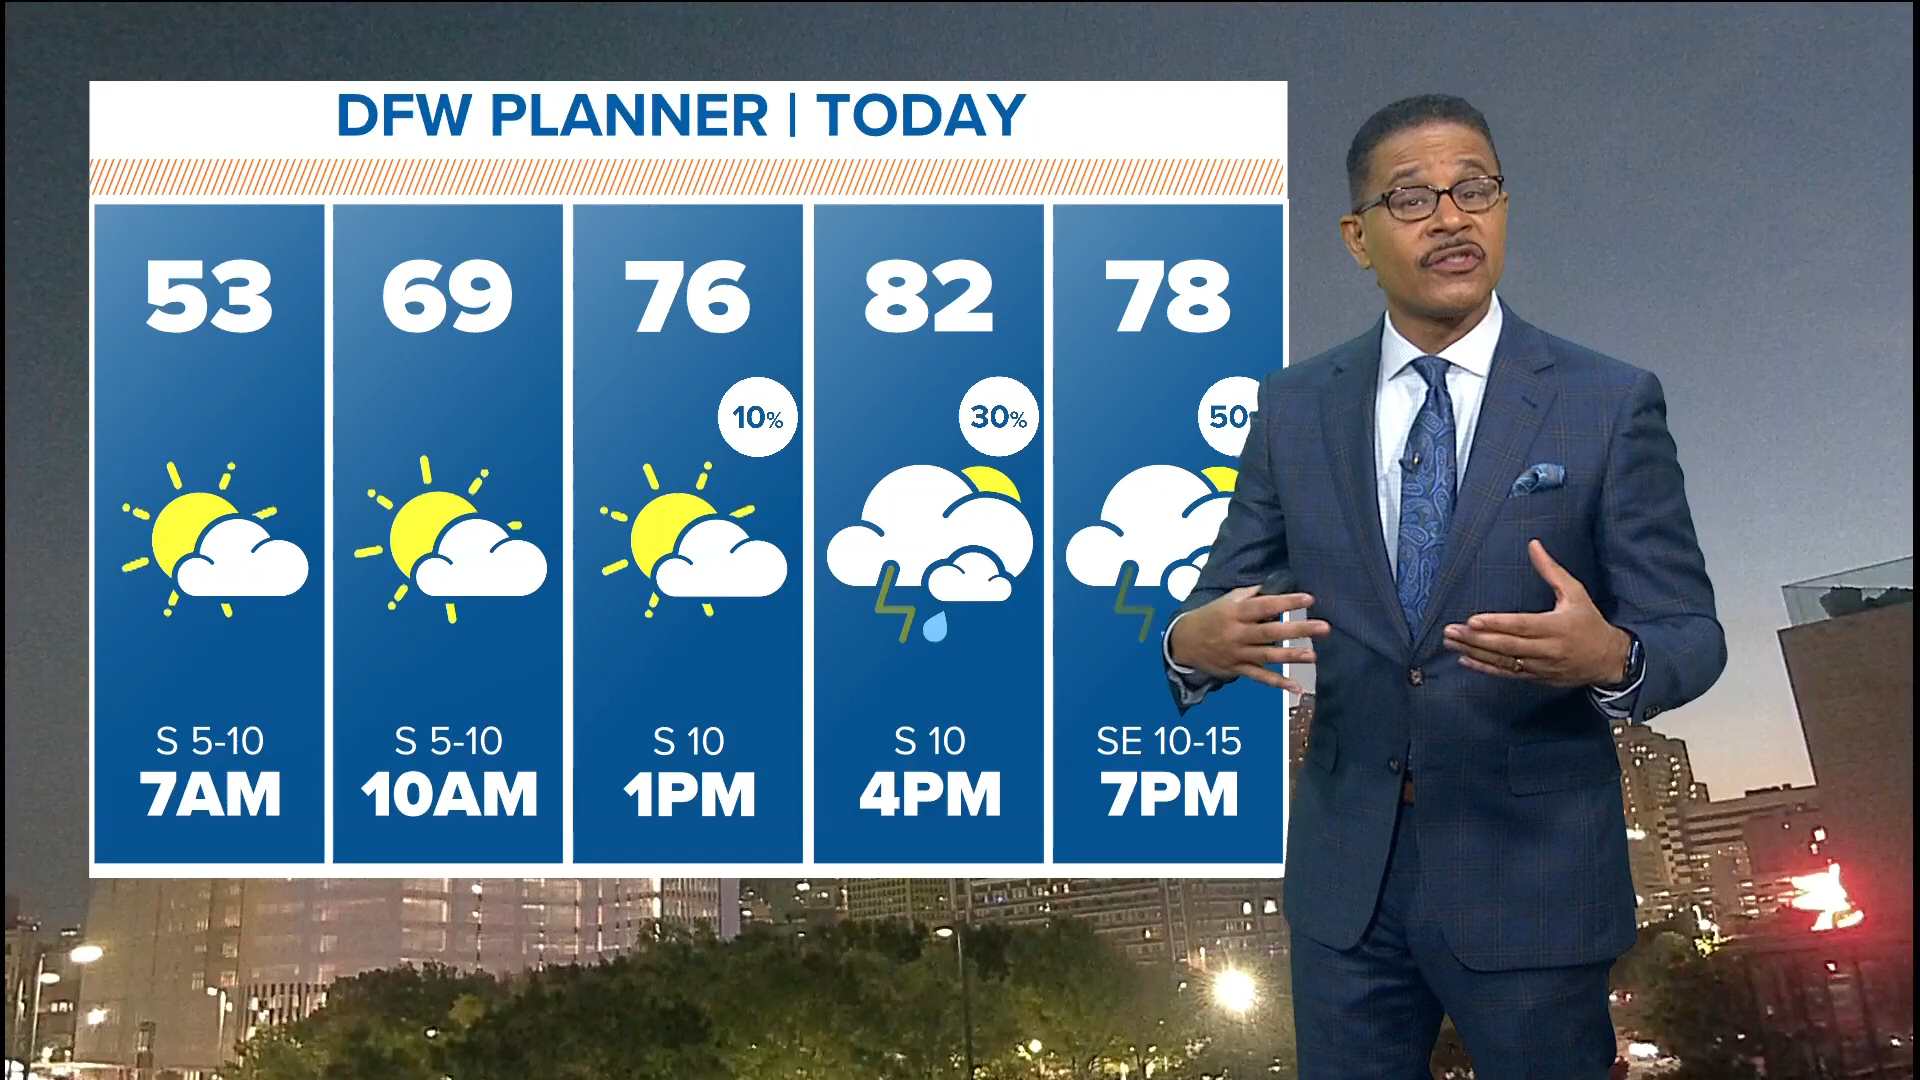 DFW PLANNER | TODAY
53 69 76 82 78
10% 30% 50
S 5-10 S 5-10 S 10 S 10 SE 10-15
7AM 10AM 1PM 4PM 7PM